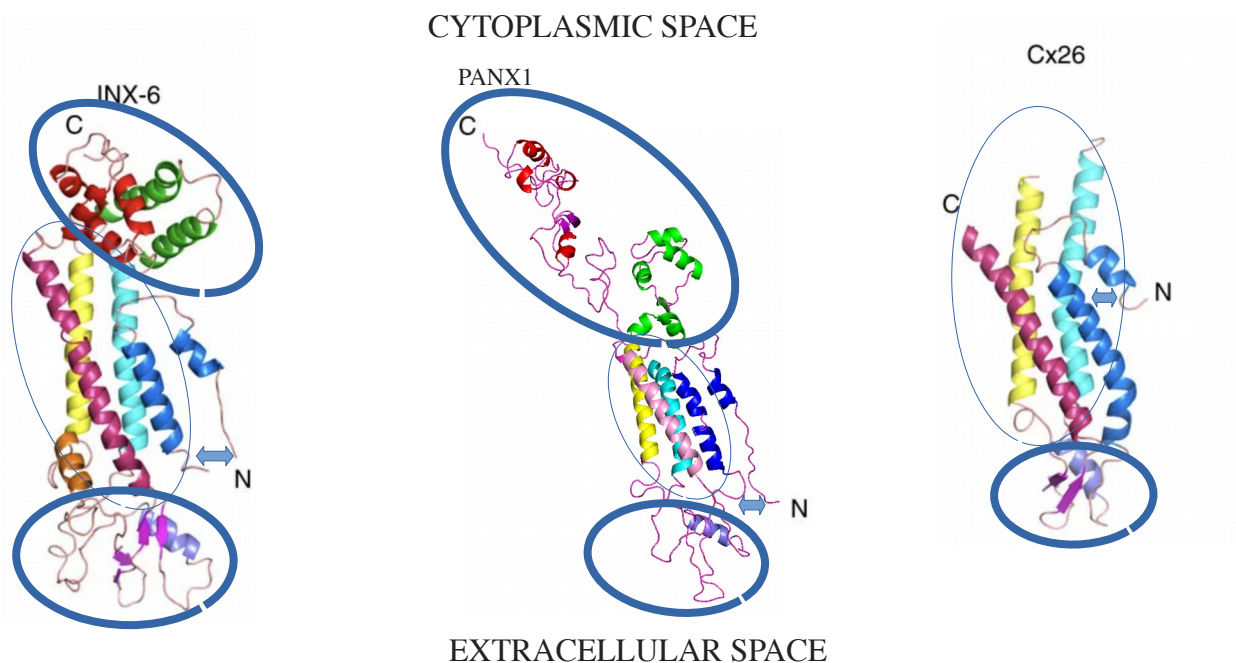 CYTOPLASMIC SPACE
INX-6
C
PANX1
C
Cx26
C
N
N
N
EXTRACELLULAR SPACE